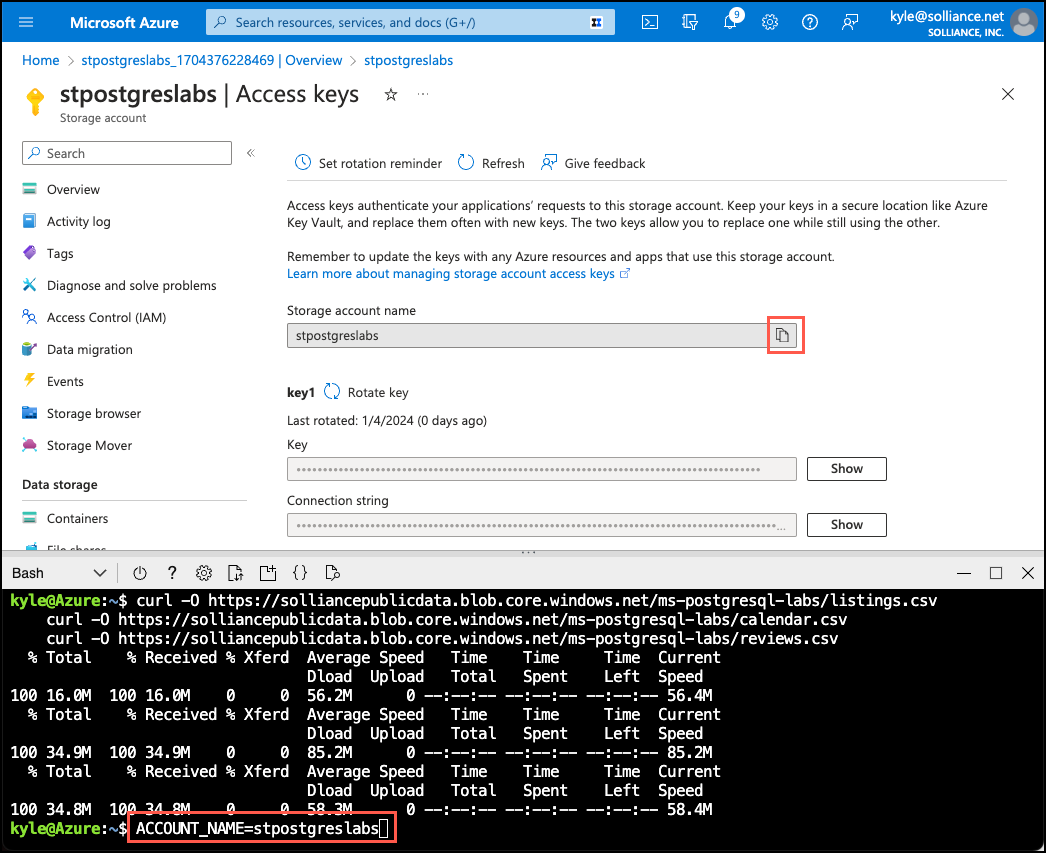 Microsoft Azure
Search resources, services, and docs (G+/)
9
kyle@solliance.net
SOLLIANCE, INC.
Home > stpostgreslabs_1704376228469 | Overview > stpostgreslabs
stpostgreslabs | Access keys
Storage account
Search
Overview
Activity log
Tags
Diagnose and solve problems
Access Control (IAM)
Data migration
Events
Storage browser
Storage Mover
Data storage
Containers
File shares
Set rotation reminder Refresh Give feedback
Access keys authenticate your applications' requests to this storage account. Keep your keys in a secure location like Azure
Key Vault, and replace them often with new keys. The two keys allow you to replace one while still using the other.
Remember to update the keys with any Azure resources and apps that use this storage account.
Learn more about managing storage account access keys
Storage account name
stpostgreslabs
key1 Rotate key
Last rotated: 1/4/2024 (0 days ago)
Key
Show
Connection string
Show
Bash
kyle@Azure:~$ curl -O https://solliancepublicdata.blob.core.windows.net/ms-postgresql-labs/listings.csv
curl -O https://solliancepublicdata.blob.core.windows.net/ms-postgresql-labs/calendar.csv
curl -O https://solliancepublicdata.blob.core.windows.net/ms-postgresql-labs/reviews.csv
% Total % Received % Xferd Average Speed Time Time Time Current
Dload Upload Total Spent Left Speed
100 16.0M 100 16.0M 0 0 56.2M 0 --:--:-- --:--:-- --:--:-- 56.4M
% Total % Received % Xferd Average Speed Time Time Time Current
Dload Upload Total Spent Left Speed
100 34.9M 100 34.9M 0 0 85.2M 0 --:--:-- --:--:-- --:--:-- 85.2M
% Total % Received % Xferd Average Speed Time Time Time Current
Dload Upload Total Spent Left Speed
100 34.8M 100 34.8M 0 0 58.3M 0 --:--:-- --:--:-- --:--:-- 58.4M
kyle@Azure:~$ ACCOUNT_NAME=stpostgreslabs